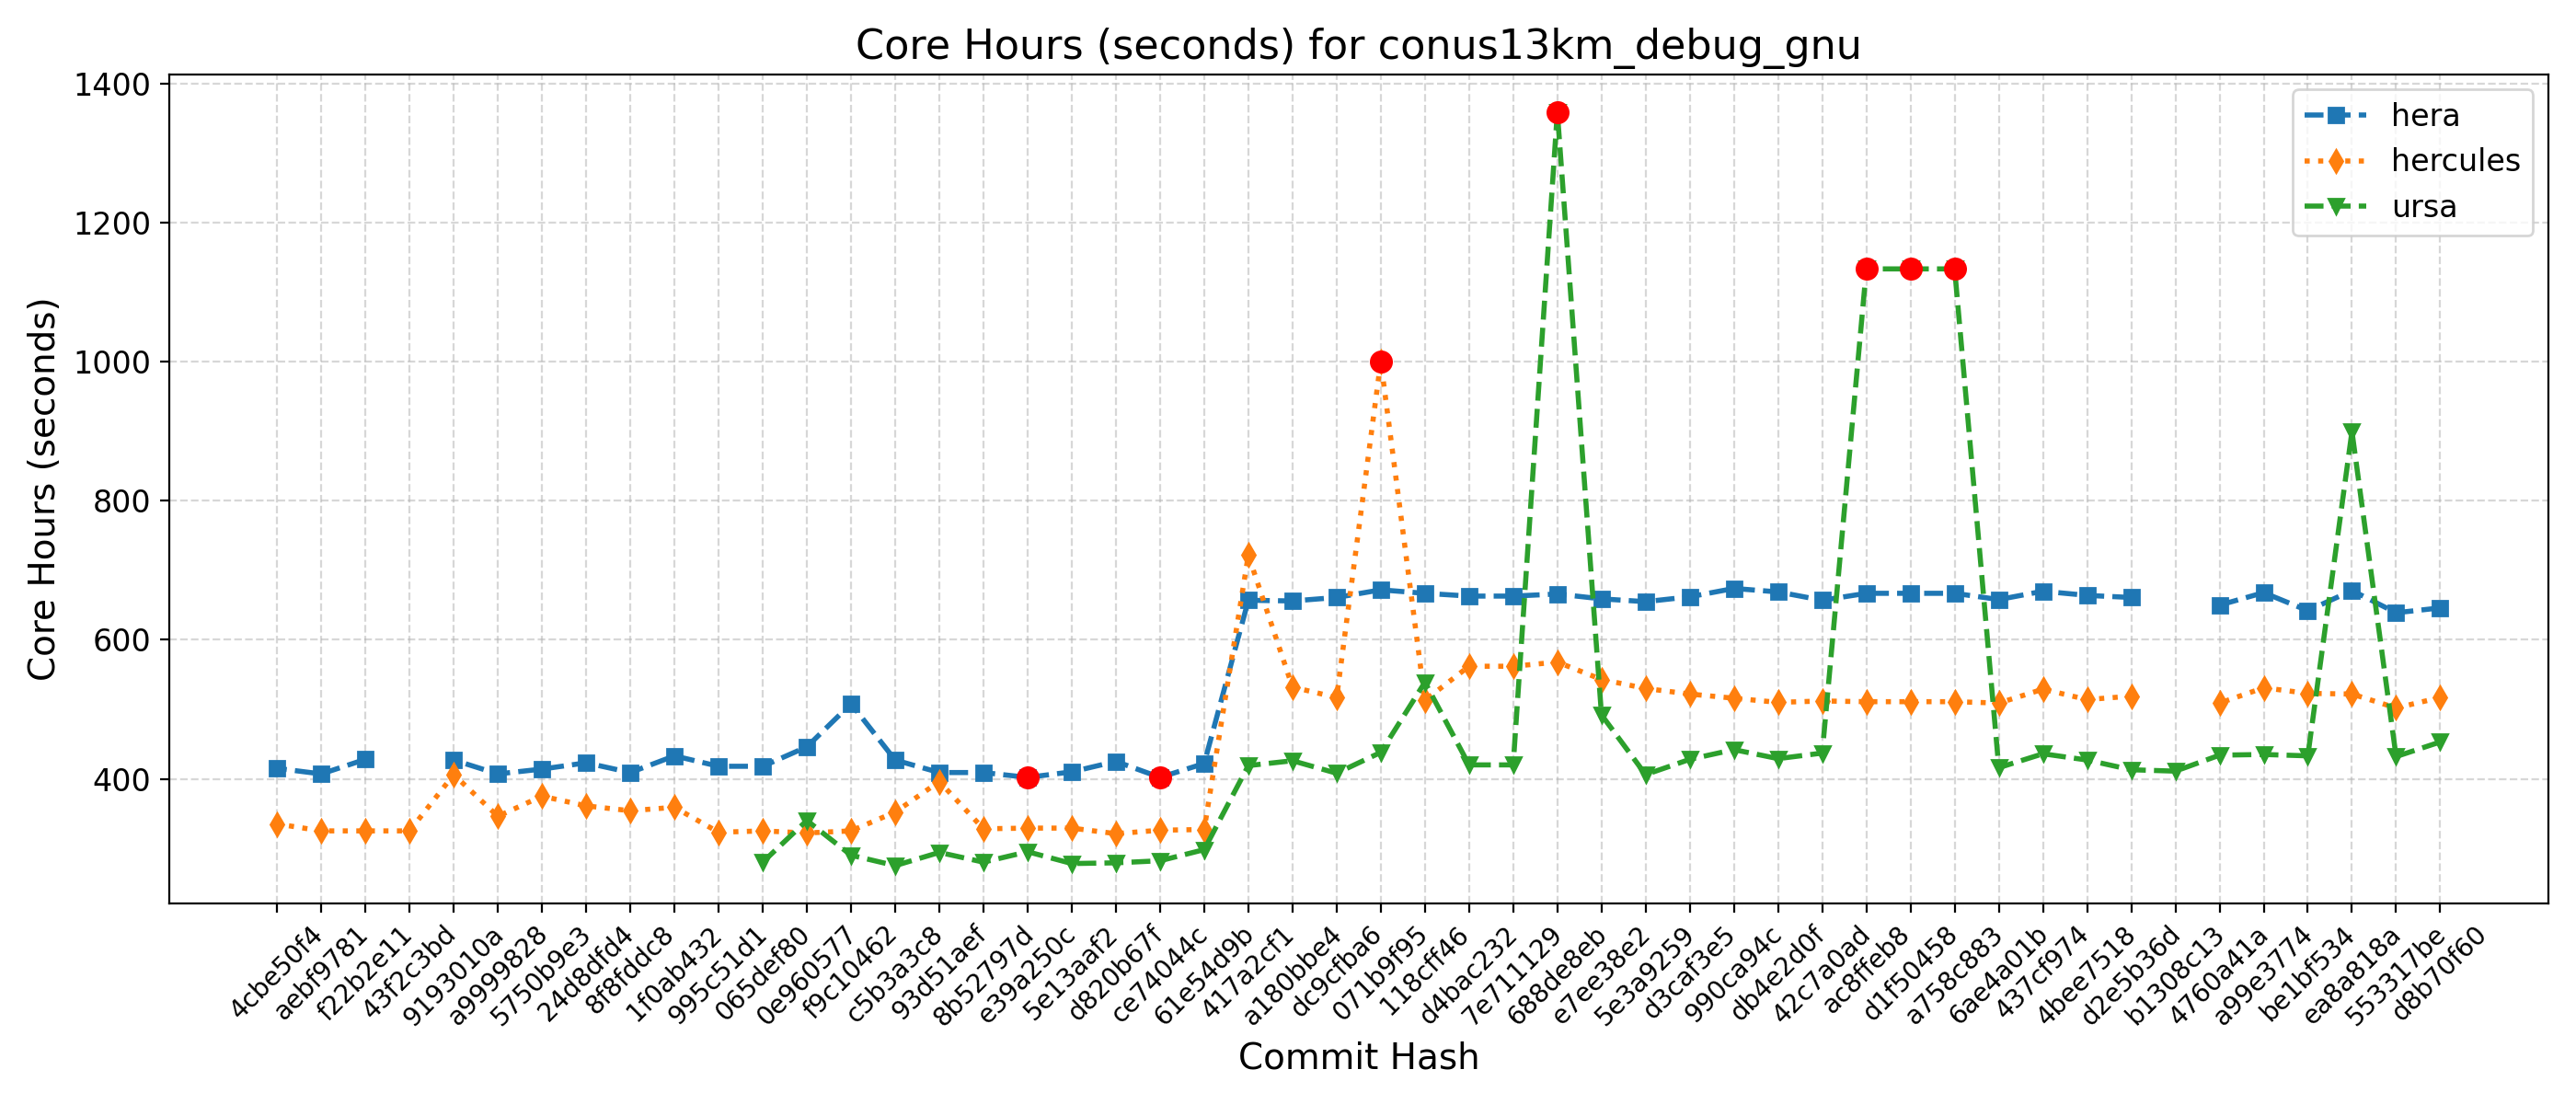 Core Hours (seconds) for conus13km_debug_gnu
1400
1200
1000
800
600
400
Core Hours (seconds)
hera
hercules
ursa
4cbe50f4
aebf9781
f22b2e11
43f2c3bd
9193010a
a9999828
5750b9e3
24d8dfd4
8f8fddc8
1f0ab432
995c51d1
065def80
0e960577
f9c10462
c5b3a3c8
93d51aef
8b52797d
e39a250c
5e13aaf2
d820b67f
ce74044c
61e54d9b
417a2cf1
a180bbe4
dc9cfba6
071b9f95
118cff46
d4bac232
7e711129
688de8eb
e7ee38e2
5e3a9259
d3caf3e5
990ca94c
db4e2d0f
42c7a0ad
ac8ffeb8
d1f50458
a758c883
6ae4a01b
437cf974
4bee7518
d2e5b36d
b1308c13
4760a41a
a99e3774
be1bf534
ea8a818a
553317be
d8b70f60
Commit Hash